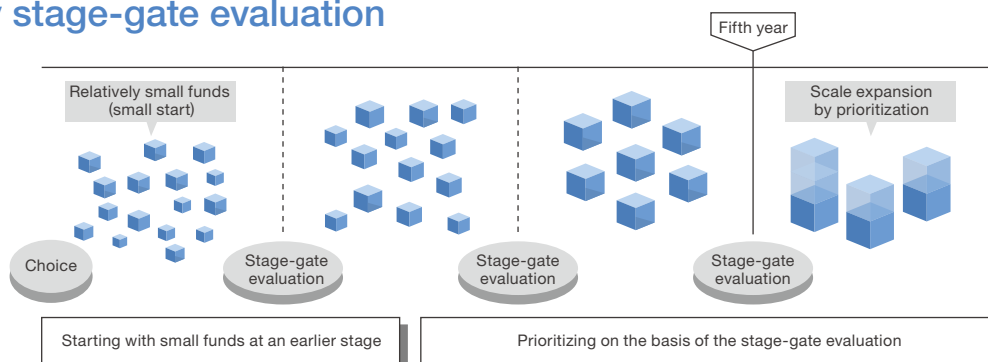 stage-gate evaluation
Fifth year
Relatively small funds
(small start)
Scale expansion
by prioritization
Choice
Stage-gate
evaluation
Stage-gate
evaluation
Stage-gate
evaluation
Starting with small funds at an earlier stage
Prioritizing on the basis of the stage-gate evaluation